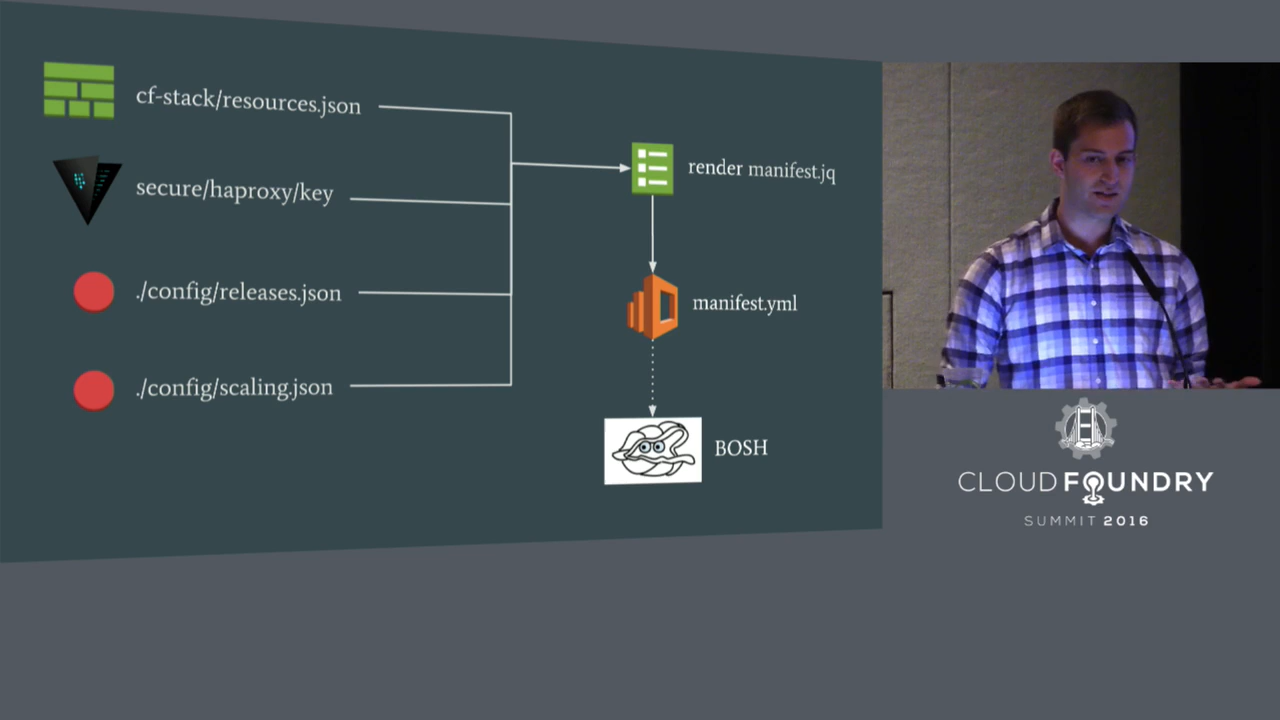 cf-stack/resources.json
secure/haproxy/key
./config/releases.json
./config/scaling.json
render manifest.jq
manifest.yml
BOSH
CLOUD FOUNDRY
SUMMIT 2016